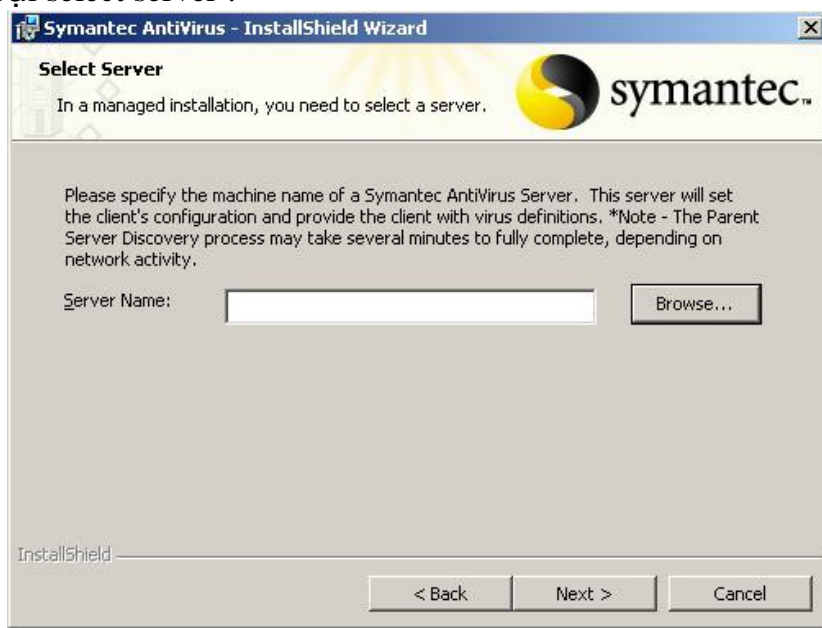 select server .
Symantec AntiVirus - InstallShield Wizard
Select Server
In a managed installation, you need to select a server.
symantec.™
Please specify the machine name of a Symantec AntiVirus Server. This server will set
the client's configuration and provide the client with virus definitions. *Note - The Parent
Server Discovery process may take several minutes to fully complete, depending on
network activity.
Server Name:
Browse...
InstallShield
< Back
Next >
Cancel